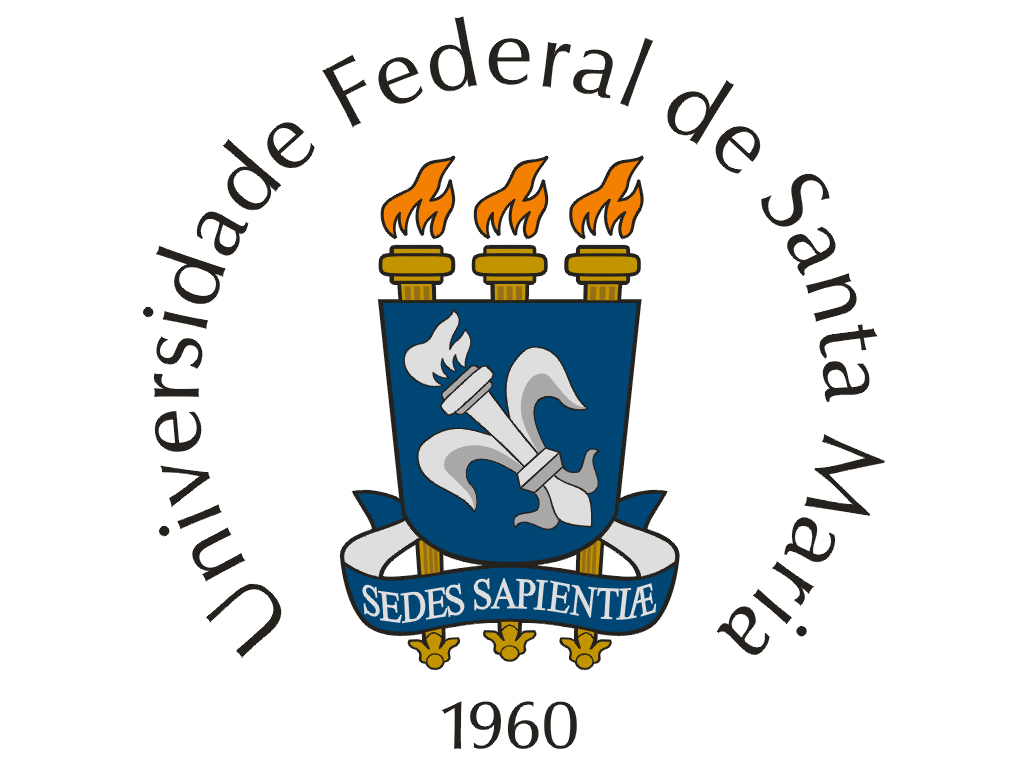 Universidade Federal de Santa Maria
SEDES SAPIENTIÆ
1960